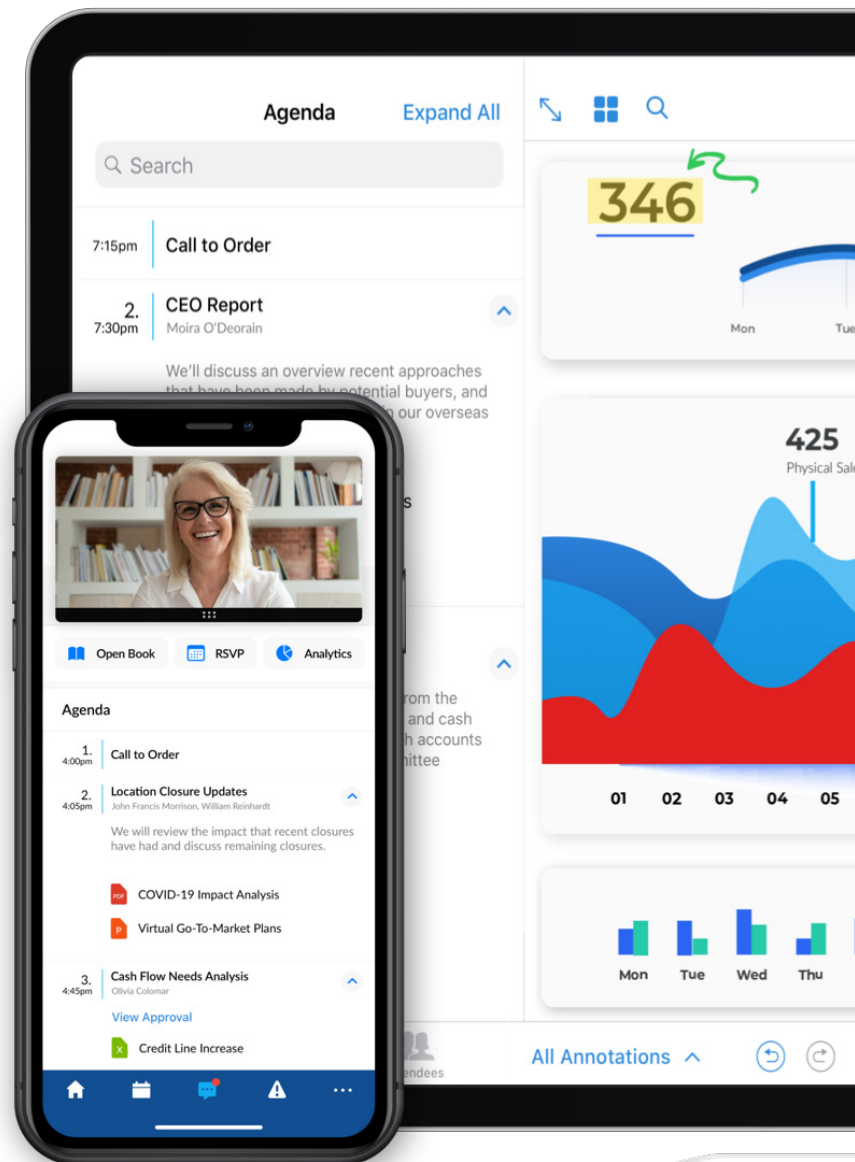 Agenda
Expand All
Search
7:15pm
Call to Order
2.
7:30pm
CEO Report
Moira O'Deorain
We'll discuss an overview recent approaches
that have been made by potential buyers, and
in our overseas
s
from the
and cash
accounts
346
Mon
Tue
425
Physical Sale
01 02 03 04 05
Mon Tue Wed Thu
All Annotations
Open Book
RSVP
Analytics
Agenda
1.
4:00pm
Call to Order
2.
4:05pm
Location Closure Updates
John Francis Morrison, William Reinhardt
We will review the impact that recent closures
have had and discuss remaining closures.
PDF
COVID-19 Impact Analysis
P
Virtual Go-To-Market Plans
3.
4:45pm
Cash Flow Needs Analysis
Olivia Colomar
View Approval
X
Credit Line Increase